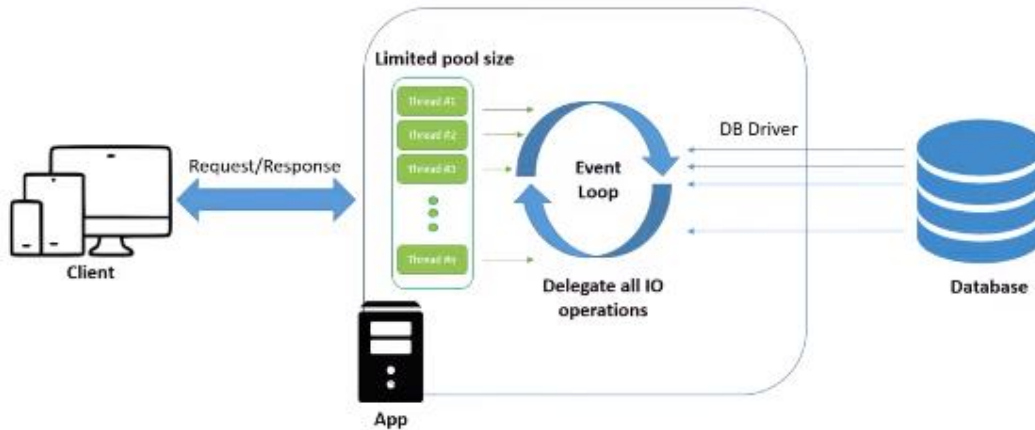 Limited pool size
Thread #1
Thread #2
Thread #3
Thread #n
Request/Response
Client
Event
Loop
Delegate all IO
operations
DB Driver
Database
App